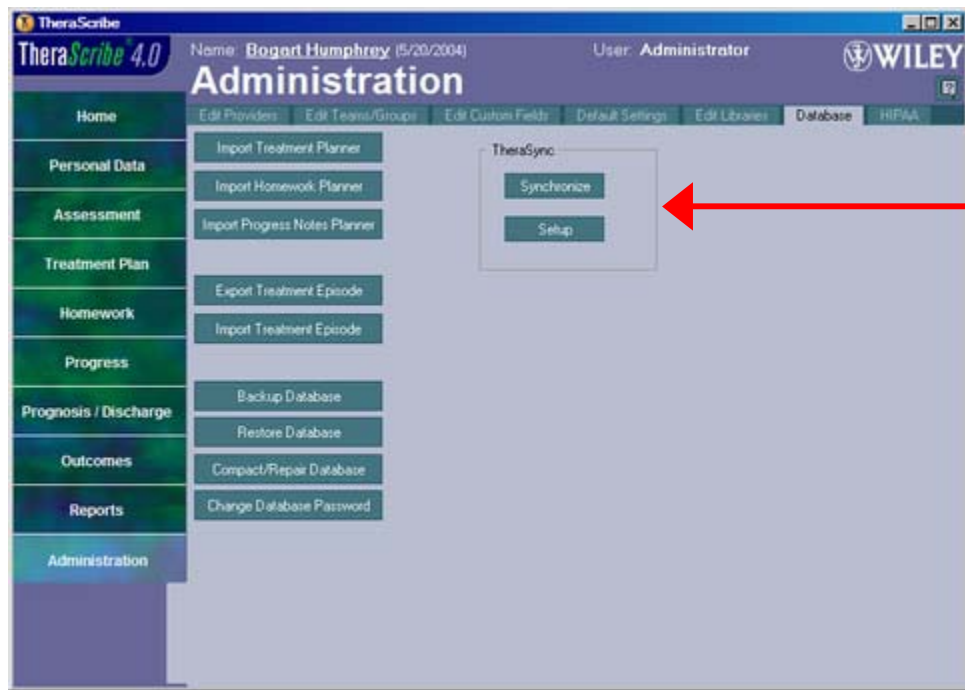 TheraScribe
TheraScribe 4.0
Name: Bogart Humphrey (5/20/2004) User: Administrator
WILEY
Administration
Edit Providers Edit Teams/Groups Edit Custom Fields Default Settings Edit Libraries Database HIPAA
Home
Personal Data
Assessment
Treatment Plan
Homework
Progress
Prognosis / Discharge
Outcomes
Reports
Administration
Import Treatment Planner
Import Homework Planner
Import Progress Notes Planner
Export Treatment Episode
Import Treatment Episode
Backup Database
Restore Database
Compact/Repair Database
Change Database Password
TheraSync
Synchronize
Setup